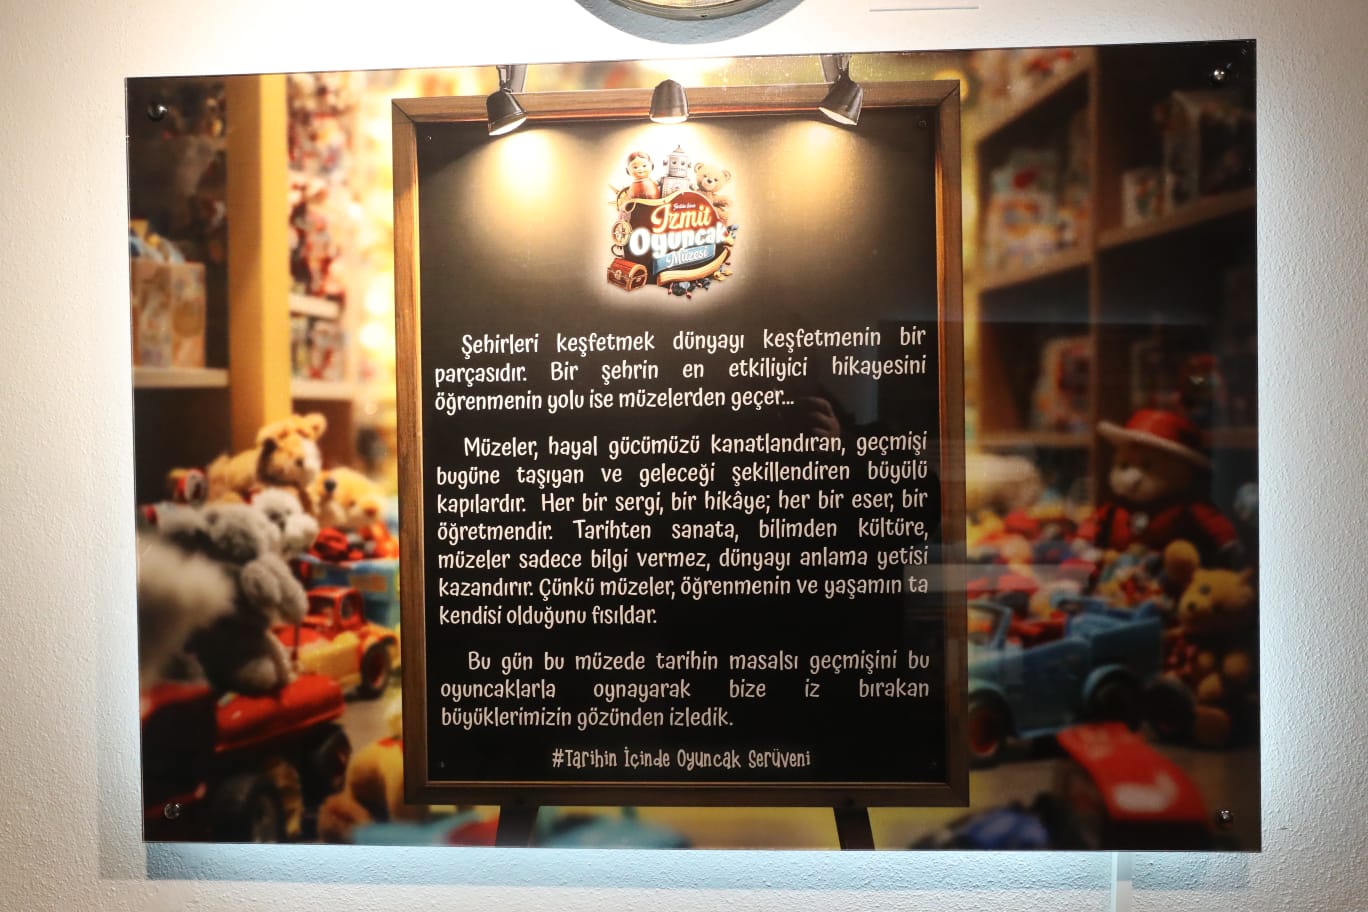 İzmit
Oyuncak
Müzesi
Şehirleri keşfetmek dünyayı keşfetmenin bir
parçasıdır. Bir şehrin en etkiliyici hikayesini
öğrenmenin yolu ise müzelerden geçer...
Müzeler, hayal gücümüzü kanatlandıran, geçmişi
bugüne taşıyan ve geleceği şekillendiren büyülü
kapılardır. Her bir sergi, bir hikâye; her bir eser, bir
öğretmendir. Tarihten sanata, bilimden kültüre,
müzeler sadece bilgi vermez, dünyayı anlama yetisi
kazandırır. Çünkü müzeler, öğrenmenin ve yaşamın ta
kendisi olduğunu fısıldar.
Bu gün bu müzede tarihin masalsı geçmişini bu
oyuncaklarla oynayarak bize iz bırakan
büyüklerimizin gözünden izledik.
#Tarihin İçinde Oyuncak Serüveni